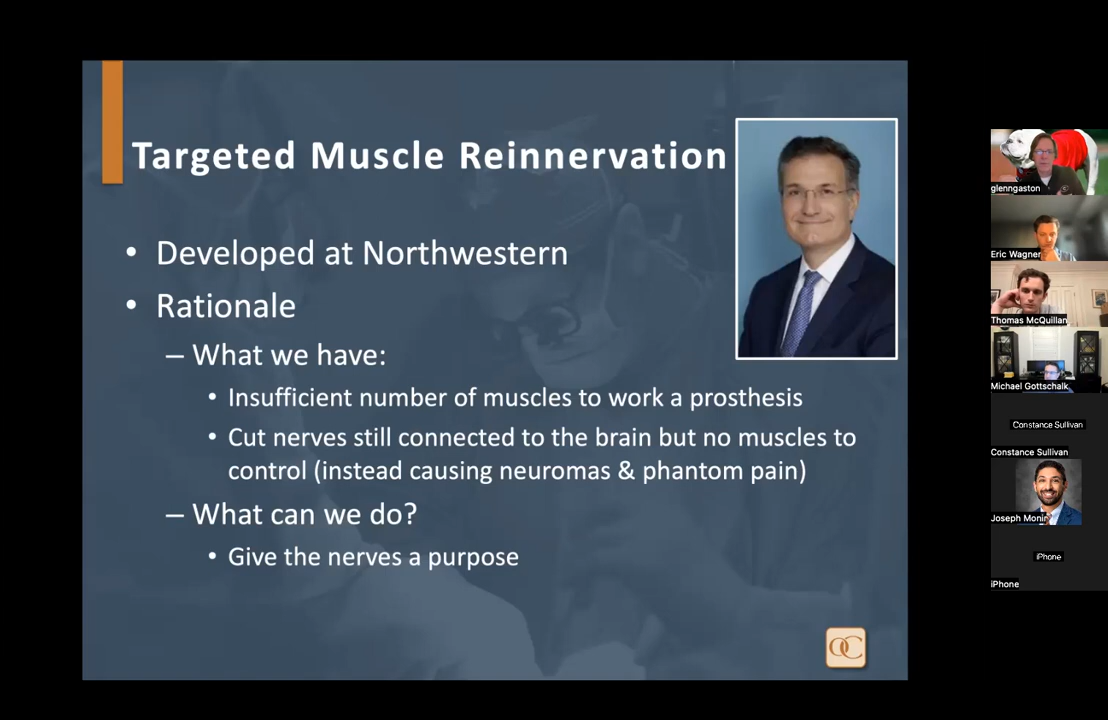 Targeted Muscle Reinnervation
• Developed at Northwestern
• Rationale
– What we have:
• Insufficient number of muscles to work a prosthesis
• Cut nerves still connected to the brain but no muscles to
control (instead causing neuromas & phantom pain)
– What can we do?
• Give the nerves a purpose
OC
glenngaston
Eric Wagner
Thomas McQuillan
Michael Gottschalk
Constance Sullivan
Constance Sullivan
Joseph Monir
iPhone
iPhone